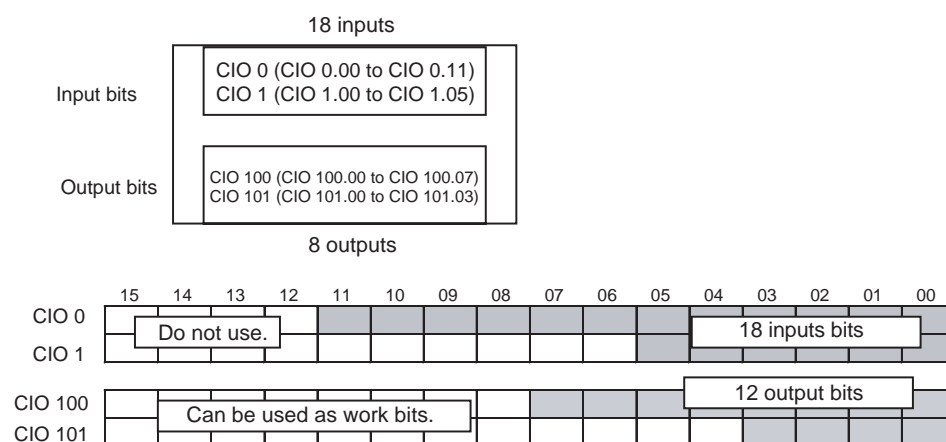 18 inputs
Input bits
CIO 0 (CIO 0.00 to CIO 0.11)
CIO 1 (CIO 1.00 to CIO 1.05)
Output bits
CIO 100 (CIO 100.00 to CIO 100.07)
CIO 101 (CIO 101.00 to CIO 101.03)
8 outputs
15 14 13 12 11 10 09 08 07 06 05 04 03 02 01 00
CIO 0
Do not use.
18 inputs bits
CIO 1
12 output bits
CIO 100
Can be used as work bits.
CIO 101